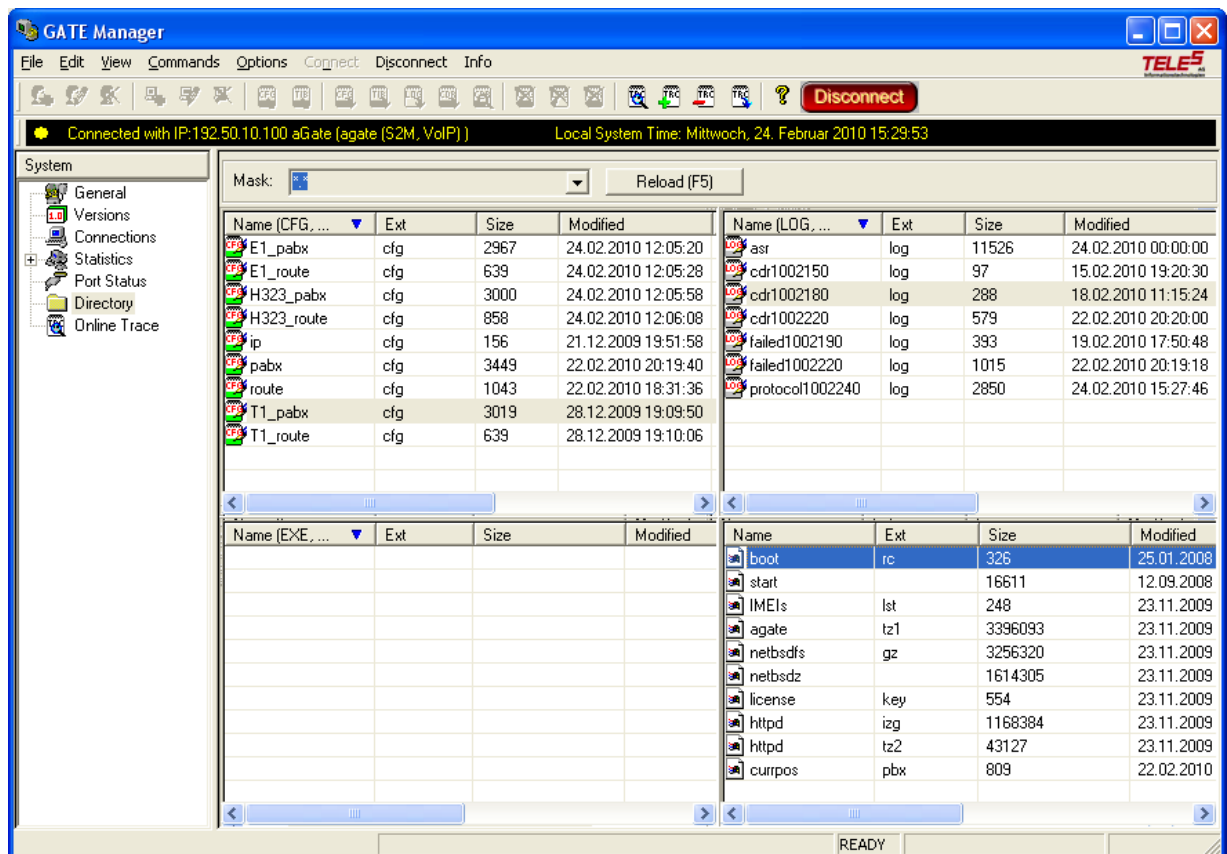 GATE Manager
File Edit View Commands Options Connect Disconnect Info
TELES AG
Informationstechnologien
Disconnect
Connected with IP:192.50.10.100 aGate (agate (S2M, VoIP) ) Local System Time: Mittwoch, 24. Februar 2010 15:29:53
System
General
Versions
Connections
Statistics
Port Status
Directory
Online Trace
Mask: *.* Reload (F5)
Name (CFG, ... Ext Size Modified
E1_pabx cfg 2967 24.02.2010 12:05:20
E1_route cfg 639 24.02.2010 12:05:28
H323_pabx cfg 3000 24.02.2010 12:05:58
H323_route cfg 858 24.02.2010 12:06:08
ip cfg 156 21.12.2009 19:51:58
pabx cfg 3449 22.02.2010 20:19:40
route cfg 1043 22.02.2010 18:31:36
T1_pabx cfg 3019 28.12.2009 19:09:50
T1_route cfg 639 28.12.2009 19:10:06
Name (LOG, ... Ext Size Modified
asr log 11526 24.02.2010 00:00:00
cdr1002150 log 97 15.02.2010 19:20:30
cdr1002180 log 288 18.02.2010 11:15:24
cdr1002220 log 579 22.02.2010 20:20:00
failed1002190 log 393 19.02.2010 17:50:48
failed1002220 log 1015 22.02.2010 20:19:18
protocol1002240 log 2850 24.02.2010 15:27:46
Name (EXE, ... Ext Size Modified
Name Ext Size Modified
boot rc 326 25.01.2008
start 16611 12.09.2008
IMEIs lst 248 23.11.2009
agate tz1 3396093 23.11.2009
netbsdfs gz 3256320 23.11.2009
netbsdz 1614305 23.11.2009
license key 554 23.11.2009
httpd izg 1168384 23.11.2009
httpd tz2 43127 23.11.2009
currpos pbx 809 22.02.2010
READY